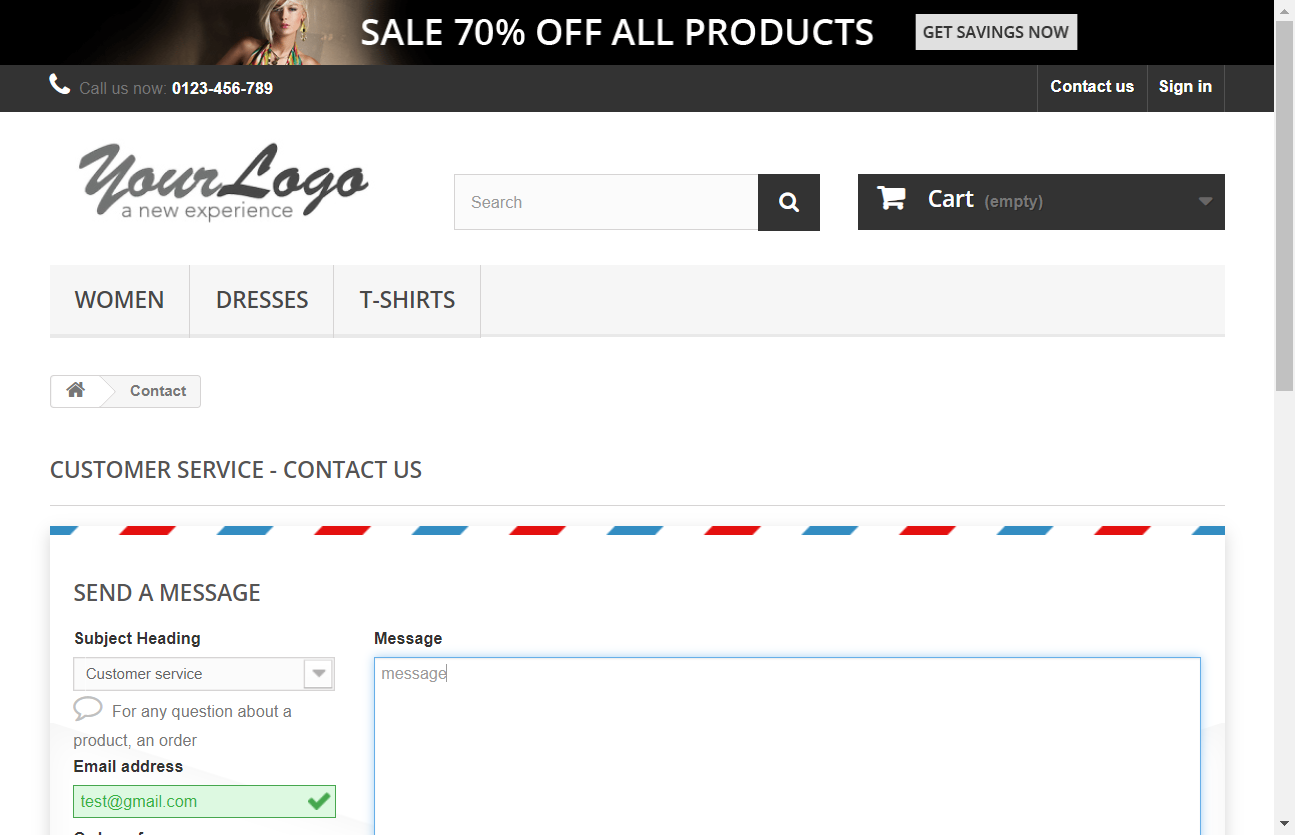 SALE 70% OFF ALL PRODUCTS GET SAVINGS NOW
Call us now: 0123-456-789 Contact us Sign in
YourLogo
a new experience
Search
Cart (empty)
WOMEN DRESSES T-SHIRTS
Contact
CUSTOMER SERVICE - CONTACT US
SEND A MESSAGE
Subject Heading
Customer service
For any question about a
product, an order
Email address
test@gmail.com
Message
message